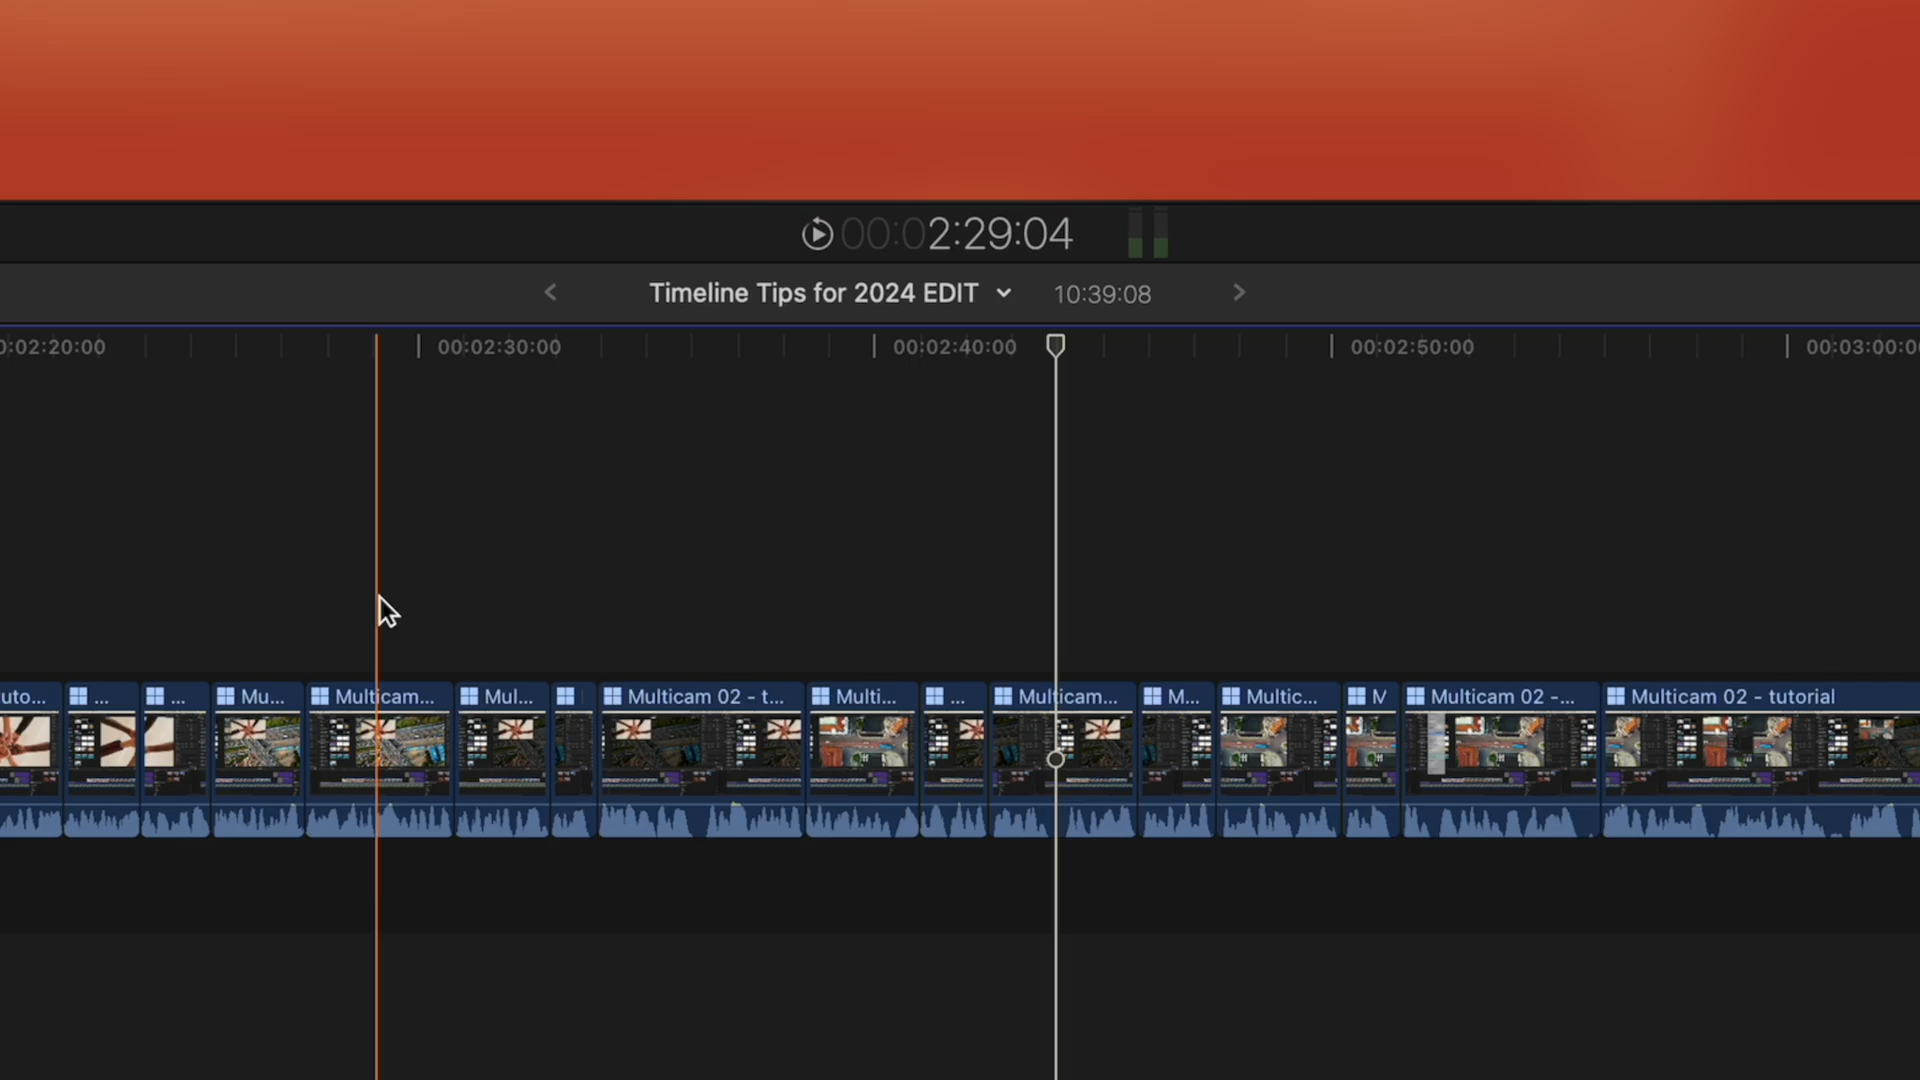 00:02:29:04
Timeline Tips for 2024 EDIT 10:39:08
0:02:20:00 00:02:30:00 00:02:40:00 00:02:50:00 00:03:00:00
uto... ... ... Mu... Multicam... Mul... Multicam 02 - t... Multi... ... Multicam... M... Multic... M Multicam 02 -... Multicam 02 - tutorial